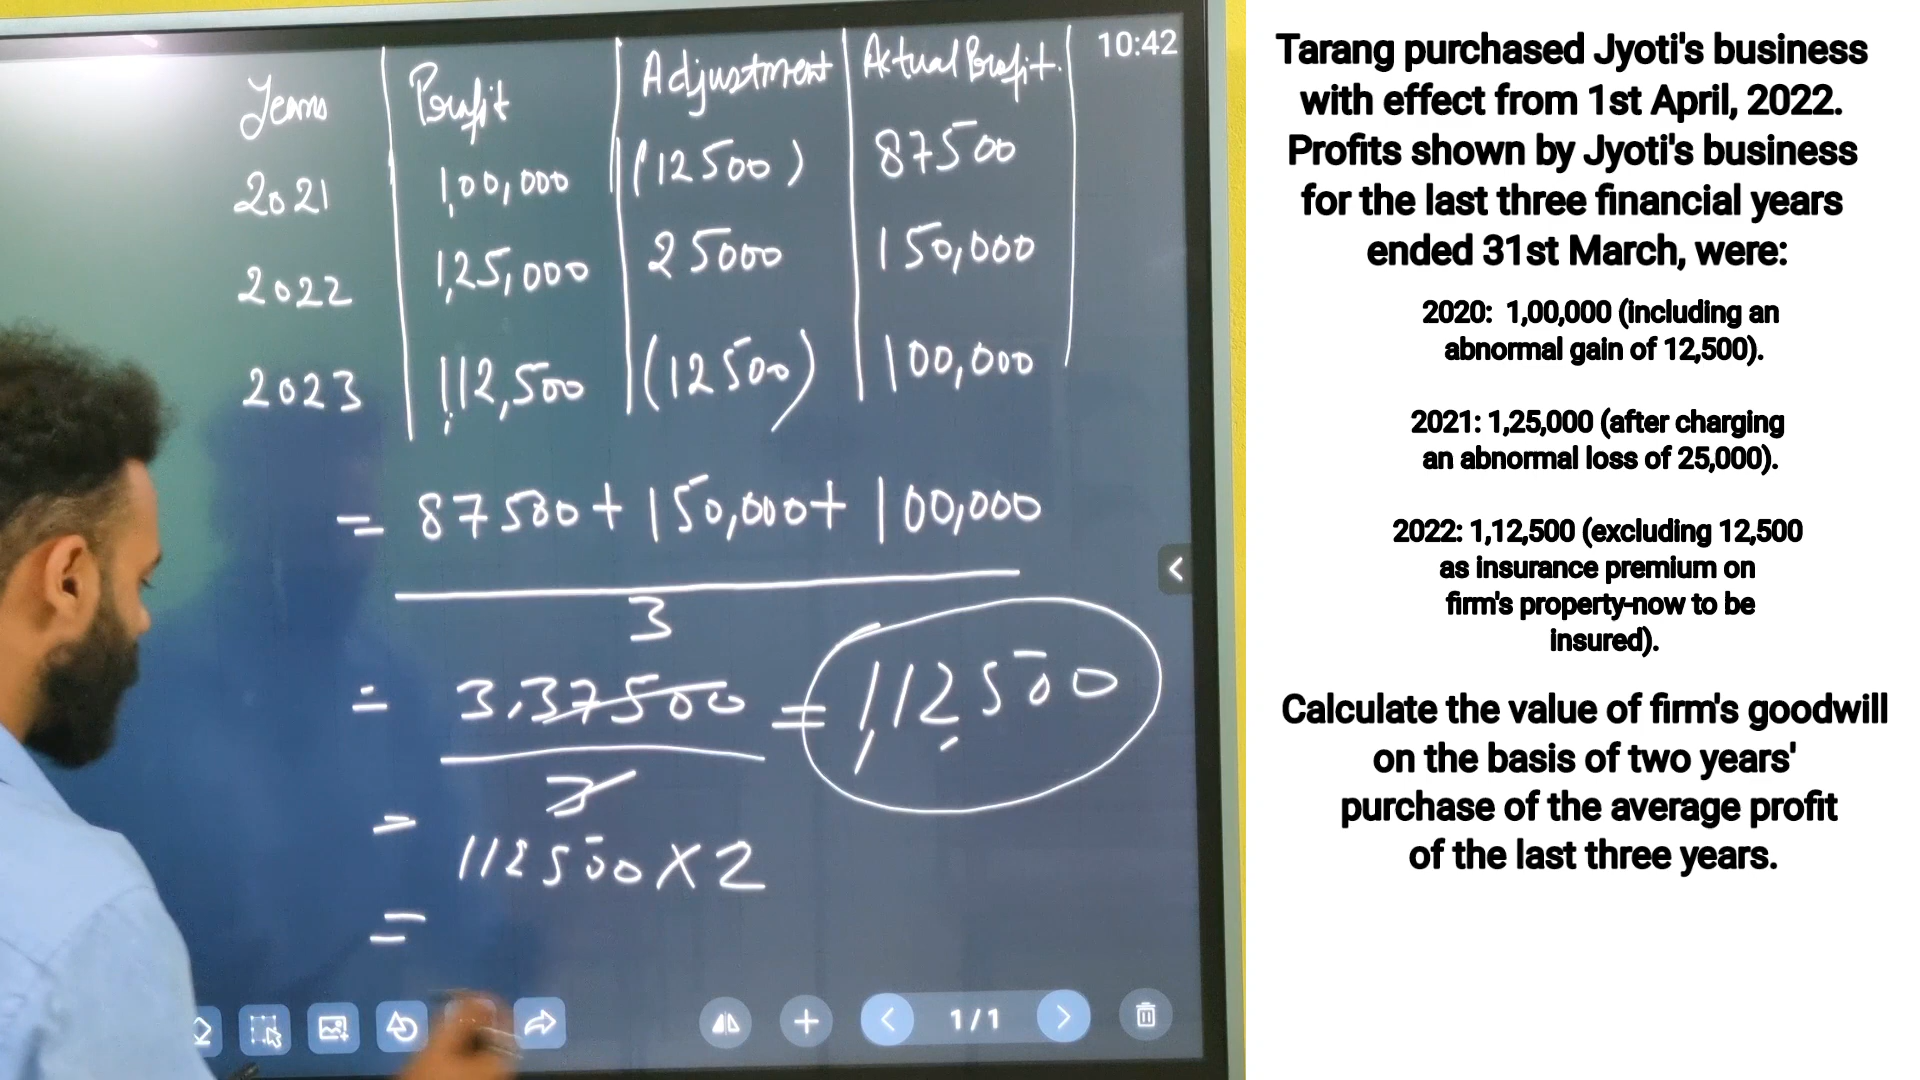 10:42
Years Profit Adjustment Actual Profit.
2021 1,00,000 (12500) 87500
2022 1,25,000 25000 150,000
2023 1,12,500 (12500) 100,000
= 87500 + 150,000 + 100,000
3
= 3,37500 = 1,12500
3
=
112500 X 2
=
1/1
Tarang purchased Jyoti's business
with effect from 1st April, 2022.
Profits shown by Jyoti's business
for the last three financial years
ended 31st March, were:
2020: 1,00,000 (including an
abnormal gain of 12,500).
2021: 1,25,000 (after charging
an abnormal loss of 25,000).
2022: 1,12,500 (excluding 12,500
as insurance premium on
firm's property-now to be
insured).
Calculate the value of firm's goodwill
on the basis of two years'
purchase of the average profit
of the last three years.